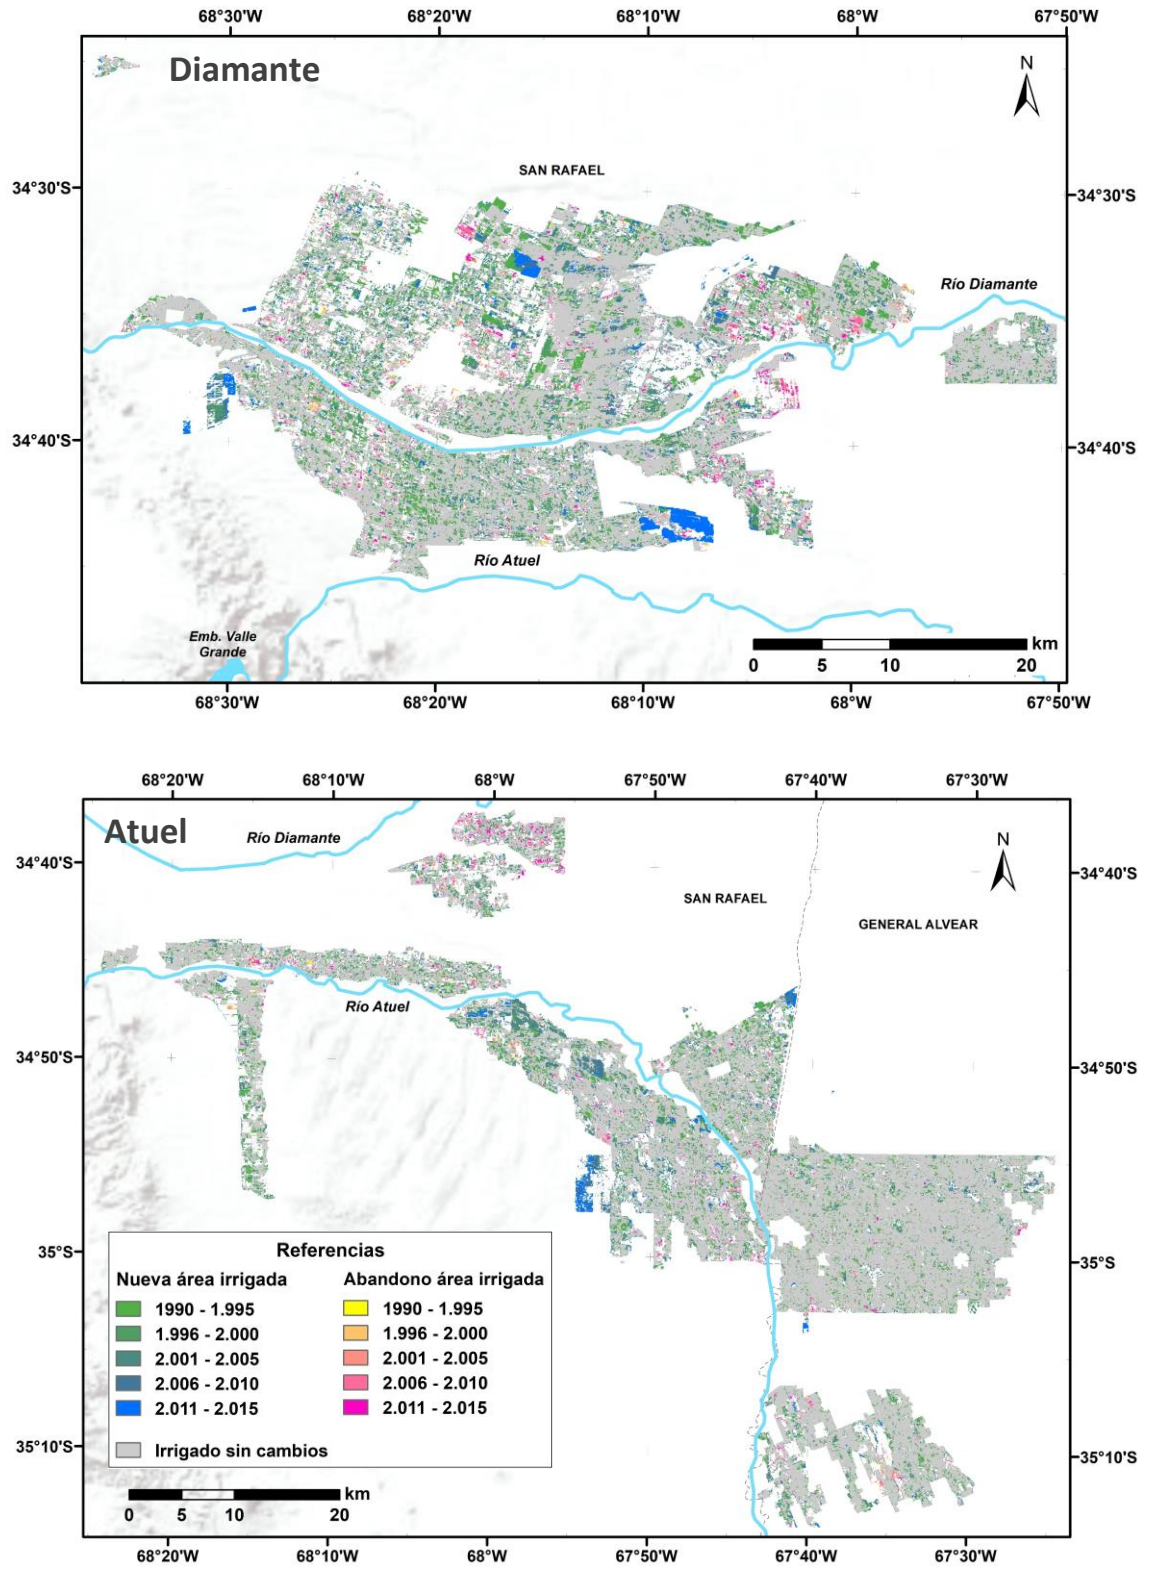 68°30'W 68°20'W 68°10'W 68°W 67°50'W
Diamante
N
SAN RAFAEL
34°30'S 34°30'S
Río Diamante
34°40'S 34°40'S
Río Atuel
Emb. Valle
Grande
km
0 5 10 20
68°30'W 68°20'W 68°10'W 68°W 67°50'W
68°20'W 68°10'W 68°W 67°50'W 67°40'W 67°30'W
Atuel
Río Diamante
N
34°40'S 34°40'S
SAN RAFAEL
GENERAL ALVEAR
Río Atuel
34°50'S 34°50'S
35°S 35°S
Referencias
Nueva área irrigada Abandono área irrigada
1990 - 1.995 1990 - 1.995
1.996 - 2.000 1.996 - 2.000
2.001 - 2.005 2.001 - 2.005
2.006 - 2.010 2.006 - 2.010
2.011 - 2.015 2.011 - 2.015
Irrigado sin cambios
35°10'S 35°10'S
km
0 5 10 20
68°20'W 68°10'W 68°W 67°50'W 67°40'W 67°30'W